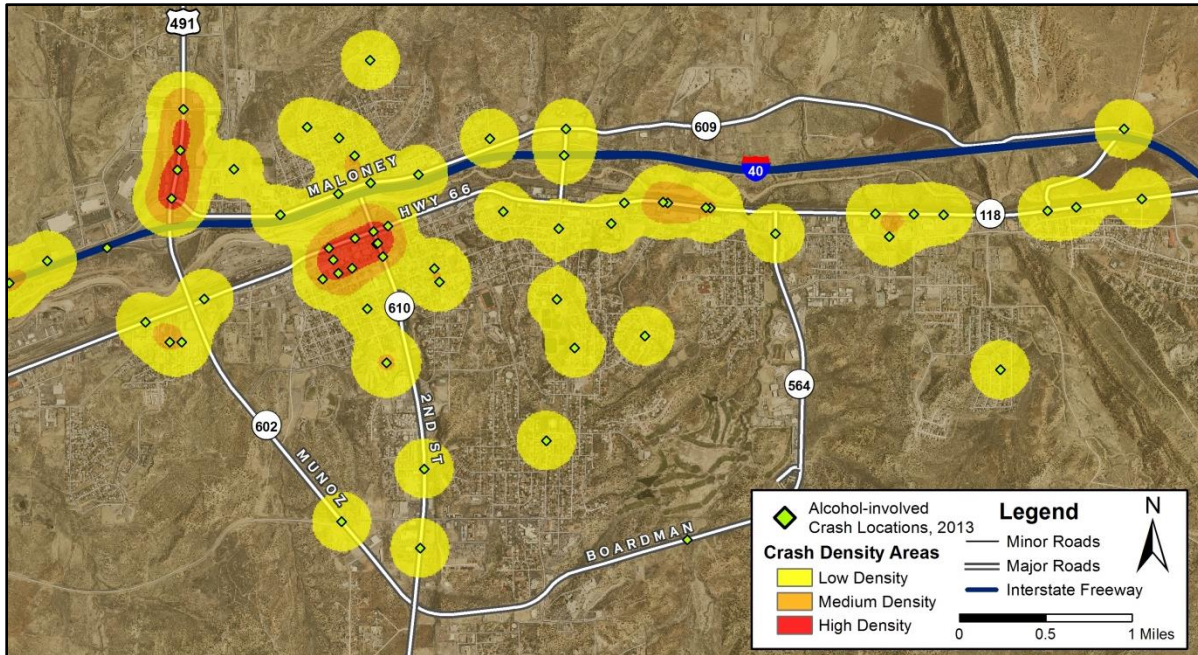 491
609
MALONEY
40
HWY 66
118
610
564
2ND ST
602
MUNOZ
BOARDMAN
Alcohol-involved
Crash Locations, 2013
Crash Density Areas
Low Density
Medium Density
High Density
Legend
Minor Roads
Major Roads
Interstate Freeway
N
0 0.5 1 Miles